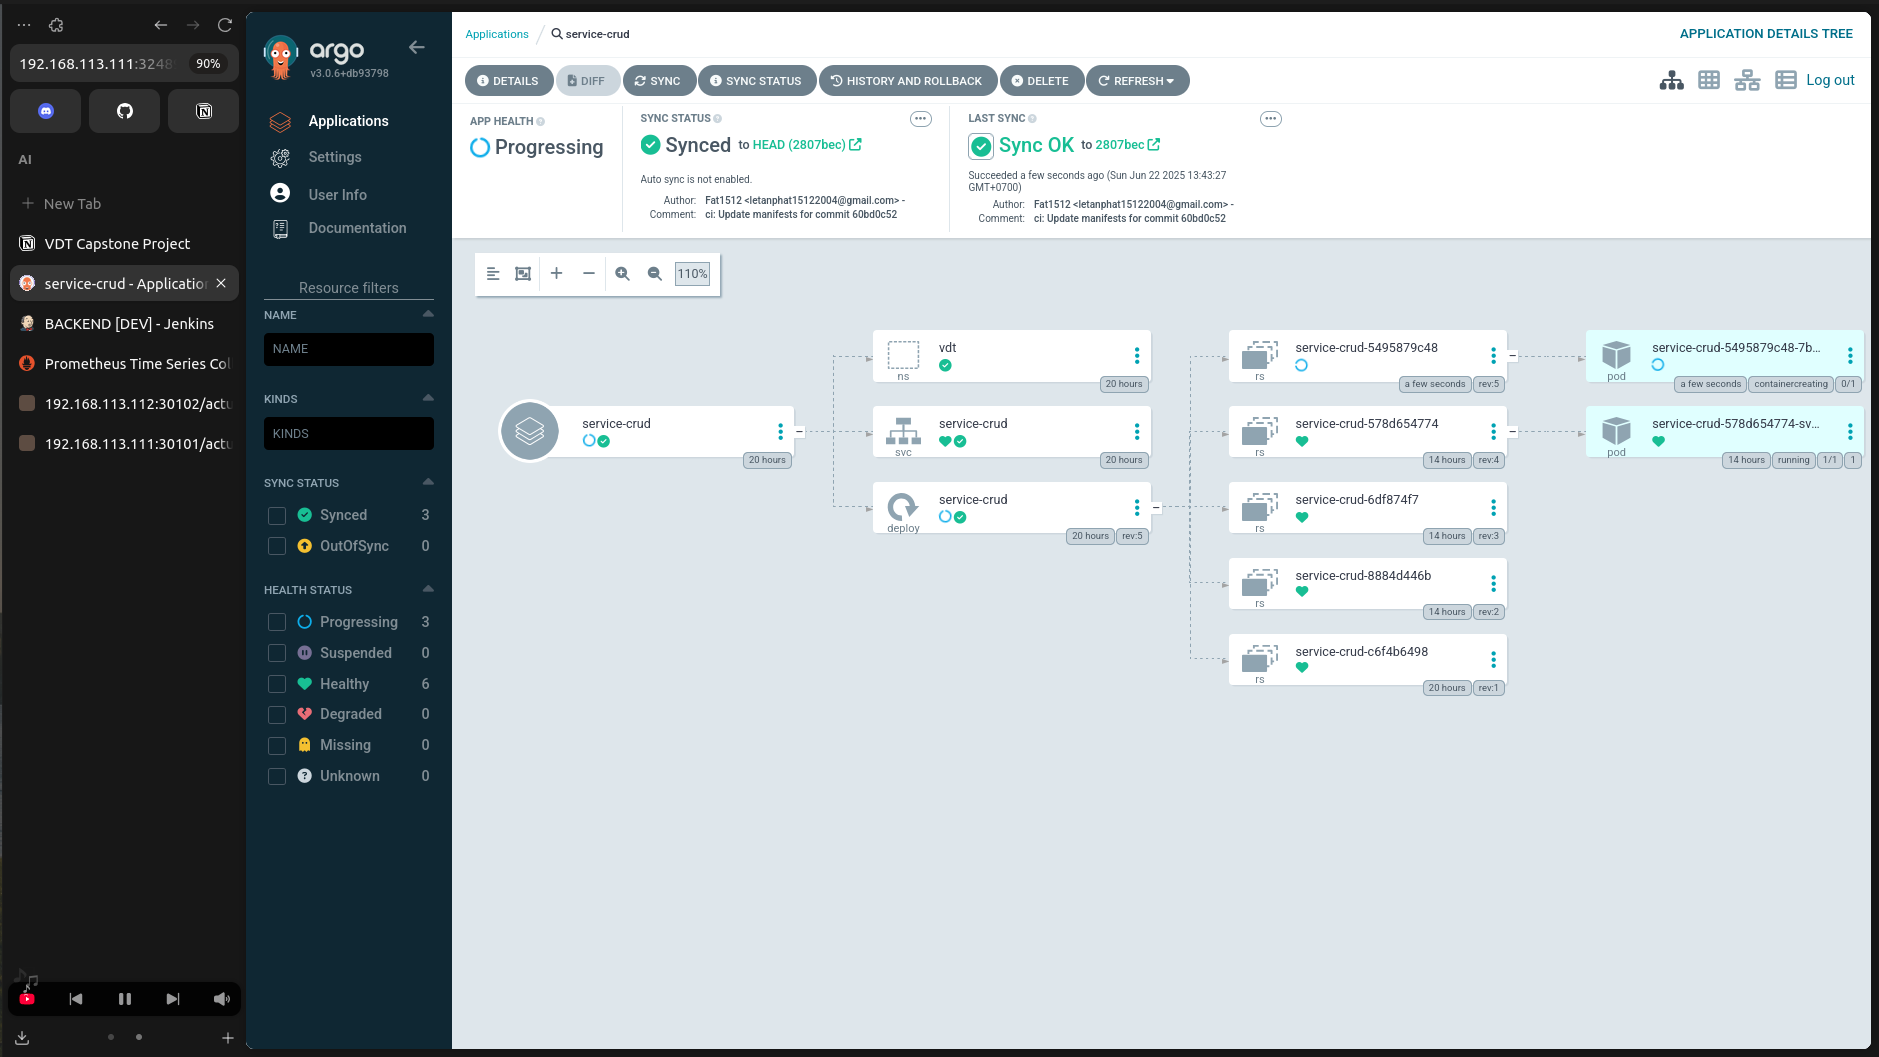 192.168.113.111:3248
90%
AI
New Tab
VDT Capstone Project
service-crud - Application
BACKEND [DEV] - Jenkins
Prometheus Time Series Col
192.168.113.112:30102/actu
192.168.113.111:30101/actu
argo
v3.0.6+db93798
Applications
Settings
User Info
Documentation
Resource filters
NAME
NAME
KINDS
KINDS
SYNC STATUS
Synced 3
OutOfSync 0
HEALTH STATUS
Progressing 3
Suspended 0
Healthy 6
Degraded 0
Missing 0
Unknown 0
Applications / service-crud
APPLICATION DETAILS TREE
DETAILS DIFF SYNC SYNC STATUS HISTORY AND ROLLBACK DELETE REFRESH
Log out
APP HEALTH
Progressing
SYNC STATUS
Synced to HEAD (2807bec)
Auto sync is not enabled.
Author: Fat1512 <letanphat15122004@gmail.com> -
Comment: ci: Update manifests for commit 60bd0c52
LAST SYNC
Sync OK to 2807bec
Succeeded a few seconds ago (Sun Jun 22 2025 13:43:27
GMT+0700)
Author: Fat1512 <letanphat15122004@gmail.com> -
Comment: ci: Update manifests for commit 60bd0c52
110%
service-crud
20 hours
vdt
ns
20 hours
service-crud
svc
20 hours
service-crud
deploy
20 hours rev:5
service-crud-5495879c48
rs
a few seconds rev:5
service-crud-578d654774
rs
14 hours rev:4
service-crud-6df874f7
rs
14 hours rev:3
service-crud-8884d446b
rs
14 hours rev:2
service-crud-c6f4b6498
rs
20 hours rev:1
service-crud-5495879c48-7b...
pod
a few seconds containercreating 0/1
service-crud-578d654774-sv...
pod
14 hours running 1/1 1